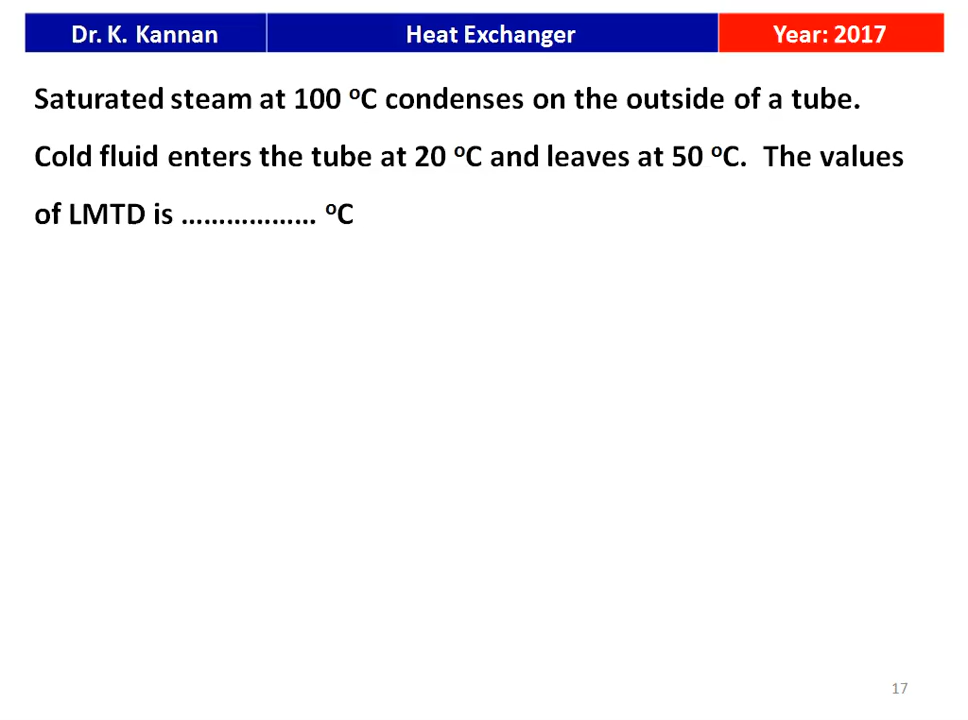 Dr. K. Kannan Heat Exchanger Year: 2017
Saturated steam at 100 °C condenses on the outside of a tube.
Cold fluid enters the tube at 20 °C and leaves at 50 °C. The values
of LMTD is ……………… °C
17